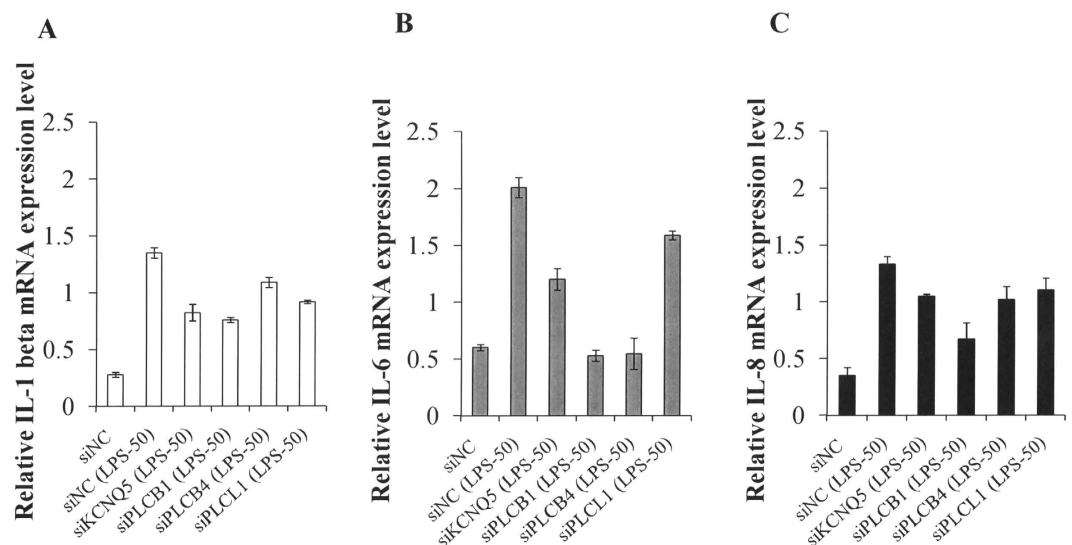 A
Relative IL-1 beta mRNA expression level
2.5
2
1.5
1
0.5
0
siNC
siNC (LPS-50)
siKCNQ5 (LPS-50)
siPLCB1 (LPS-50)
siPLCB4 (LPS-50)
siPLCL1 (LPS-50)
B
Relative IL-6 mRNA expression level
2.5
2
1.5
1
0.5
0
siNC
siNC (LPS-50)
siKCNQ5 (LPS-50)
siPLCB1 (LPS-50)
siPLCB4 (LPS-50)
siPLCL1 (LPS-50)
C
Relative IL-8 mRNA expression level
2.5
2
1.5
1
0.5
0
siNC
siNC (LPS-50)
siKCNQ5 (LPS-50)
siPLCB1 (LPS-50)
siPLCB4 (LPS-50)
siPLCL1 (LPS-50)